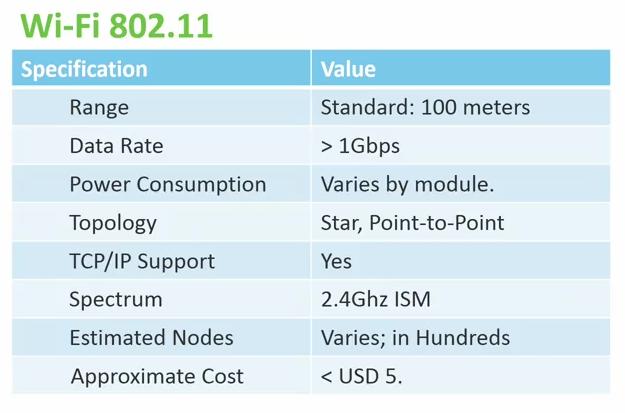 Wi-Fi 802.11
Specification Value
Range Standard: 100 meters
Data Rate > 1Gbps
Power Consumption Varies by module.
Topology Star, Point-to-Point
TCP/IP Support Yes
Spectrum 2.4Ghz ISM
Estimated Nodes Varies; in Hundreds
Approximate Cost < USD 5.